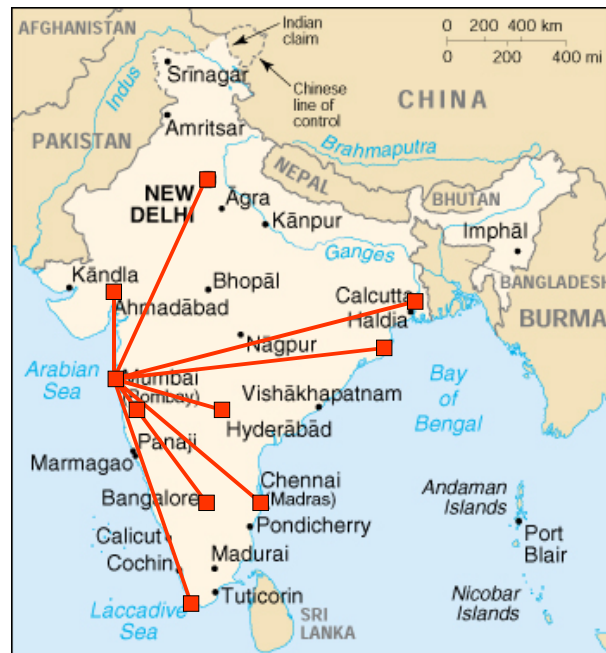 AFGHANISTAN
Indian
claim
0 200 400 km
0 200 400 mi
Srīnagar
Chinese
line of
control
CHINA
Indus
Amritsar
PAKISTAN
Brahmaputra
NEPAL
NEW
DELHI
Āgra
Kānpur
BHUTAN
Imphāl
Ganges
Kāndla
Bhopāl
BANGLADESH
Ahmadābād
Calcutta
Haldia
BURMA
Nāgpur
Arabian
Sea
Mumbai
(Bombay)
Bay
of
Bengal
Vishākhapatnam
Hyderābād
Panaji
Marmagao
Chennai
(Madras)
Bangalore
Andaman
Islands
Pondicherry
Port
Blair
Calicut
Cochin
Madurai
Nicobar
Islands
Tuticorin
Laccadive
Sea
SRI
LANKA